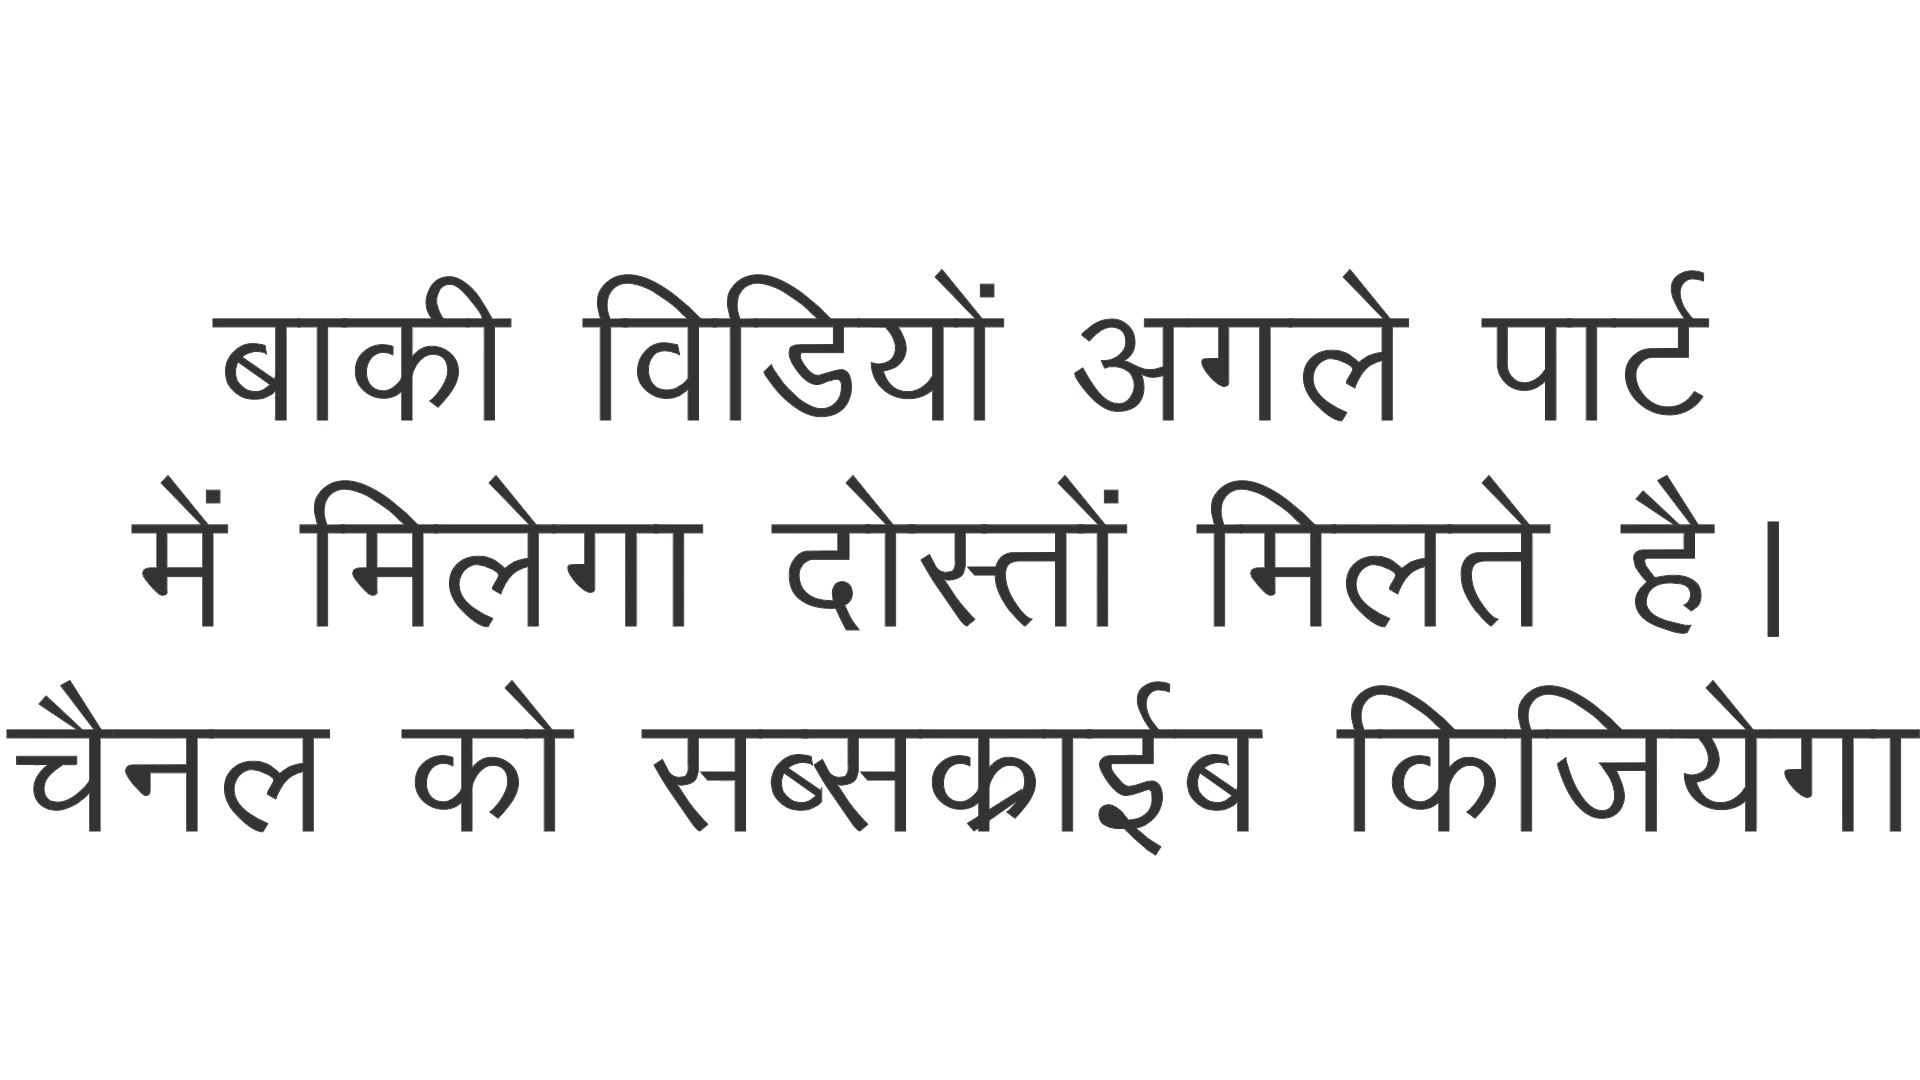 बाकी विडियों अगले पार्ट
में मिलेगा दोस्तों मिलते है।
चैनल को सब्सक्राईब किजियेगा